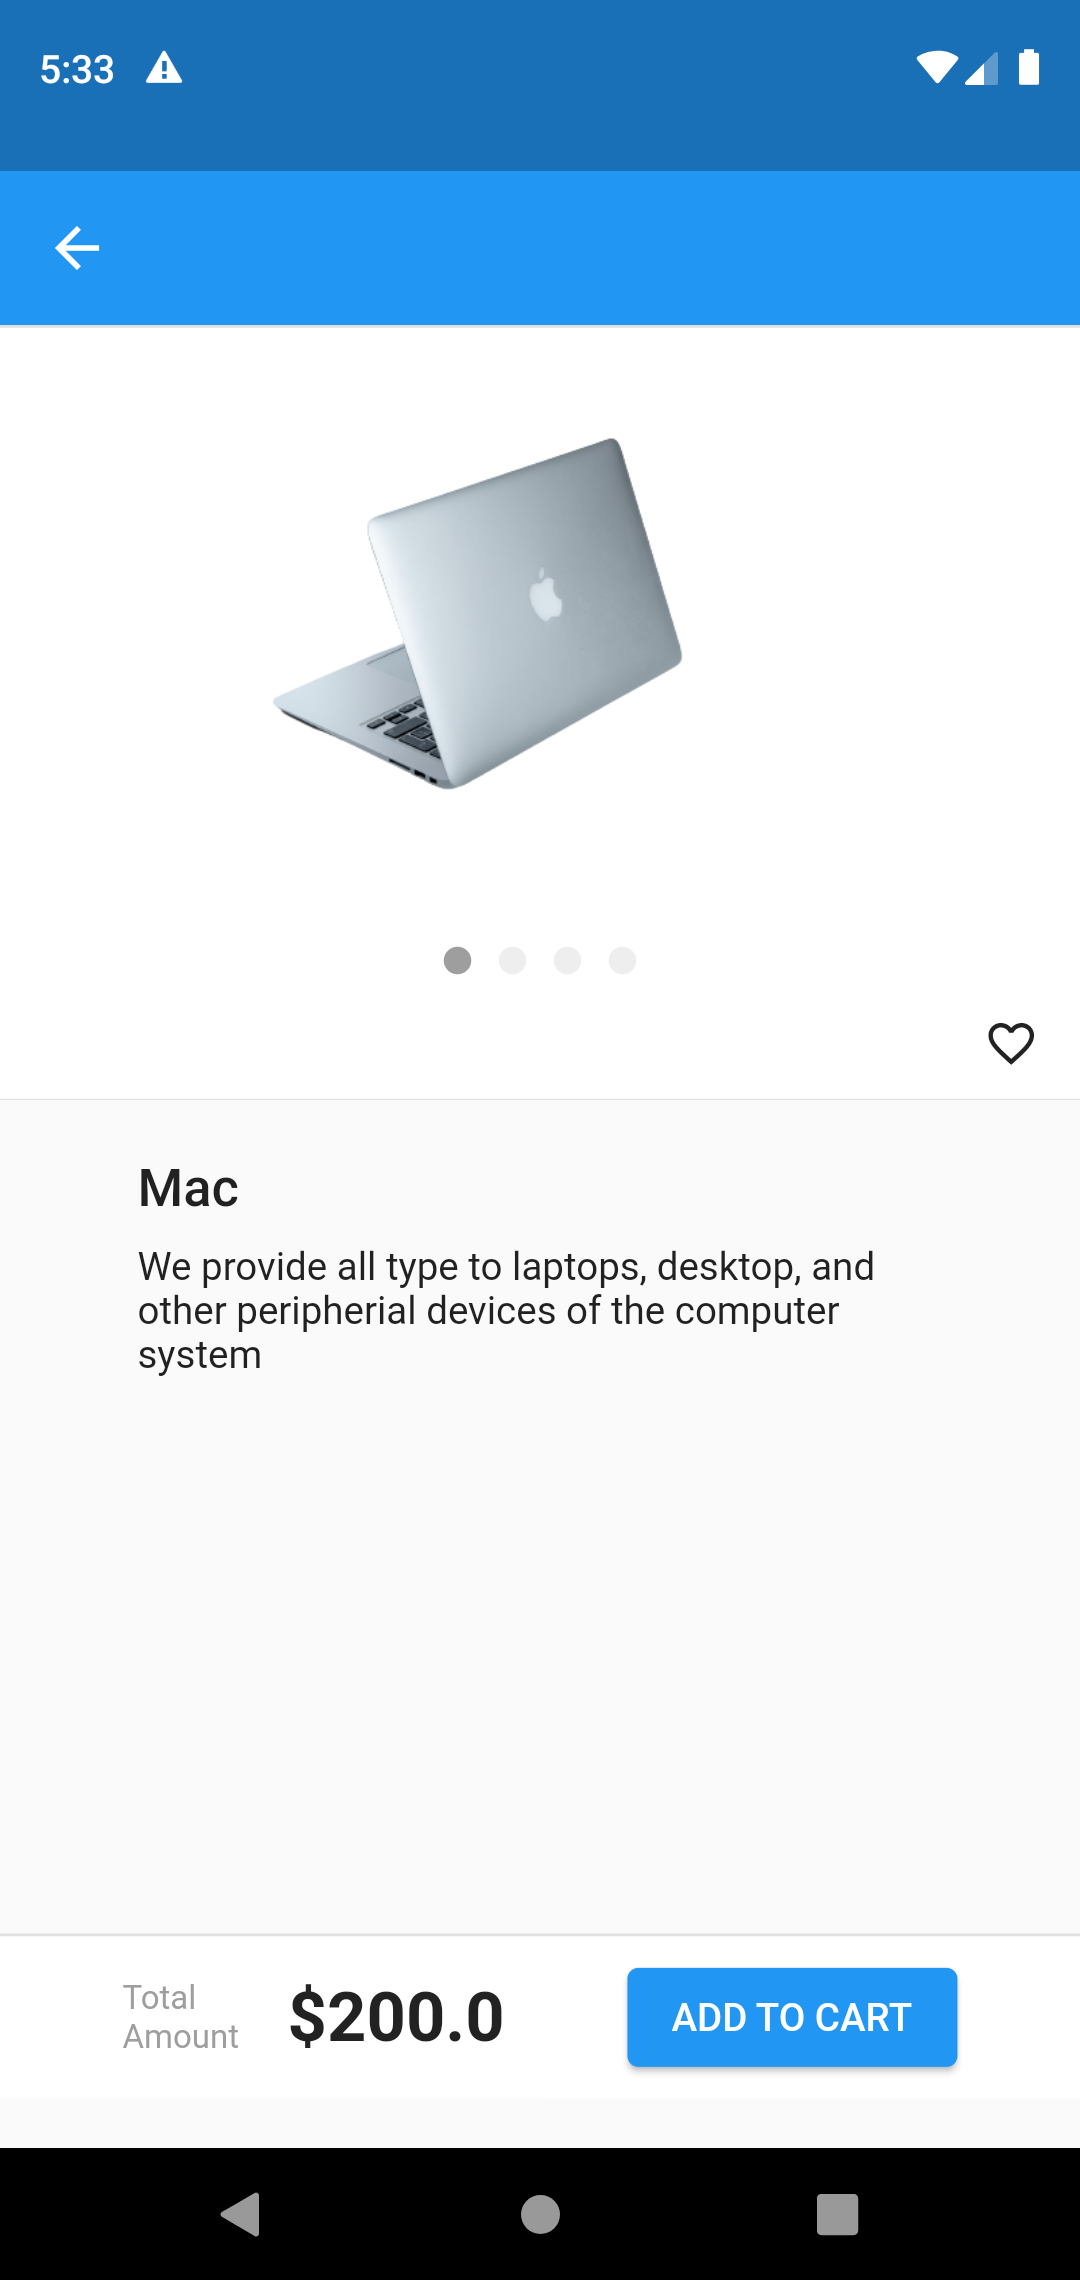 5:33
Mac
We provide all type to laptops, desktop, and
other peripherial devices of the computer
system
Total
Amount
$200.0
ADD TO CART